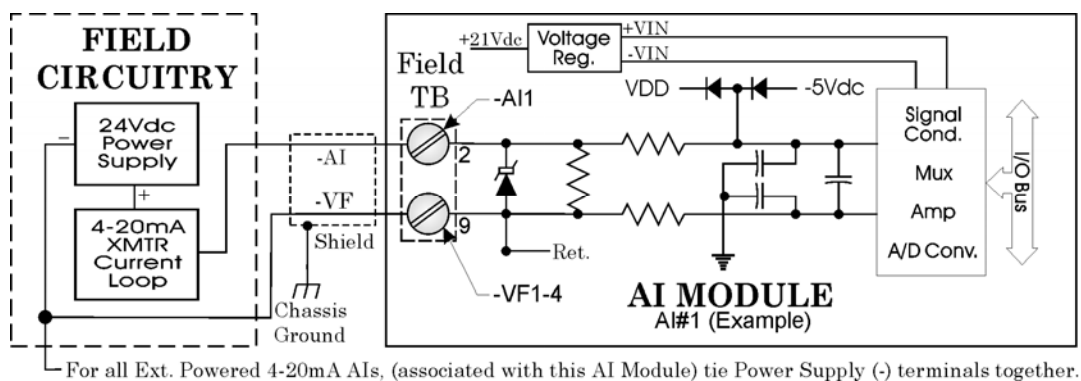 FIELD
CIRCUITRY
24Vdc
Power
Supply
−
+
4-20mA
XMTR
Current
Loop
-AI
-VF
Shield
Chassis
Ground
Field
TB
-AI1
2
9
-VF1-4
+21Vdc
Voltage
Reg.
+VIN
-VIN
VDD
-5Vdc
Ret.
Signal
Cond.
Mux
Amp
A/D Conv.
I/O Bus
AI MODULE
AI#1 (Example)
For all Ext. Powered 4-20mA AIs, (associated with this AI Module) tie Power Supply (-) terminals together.